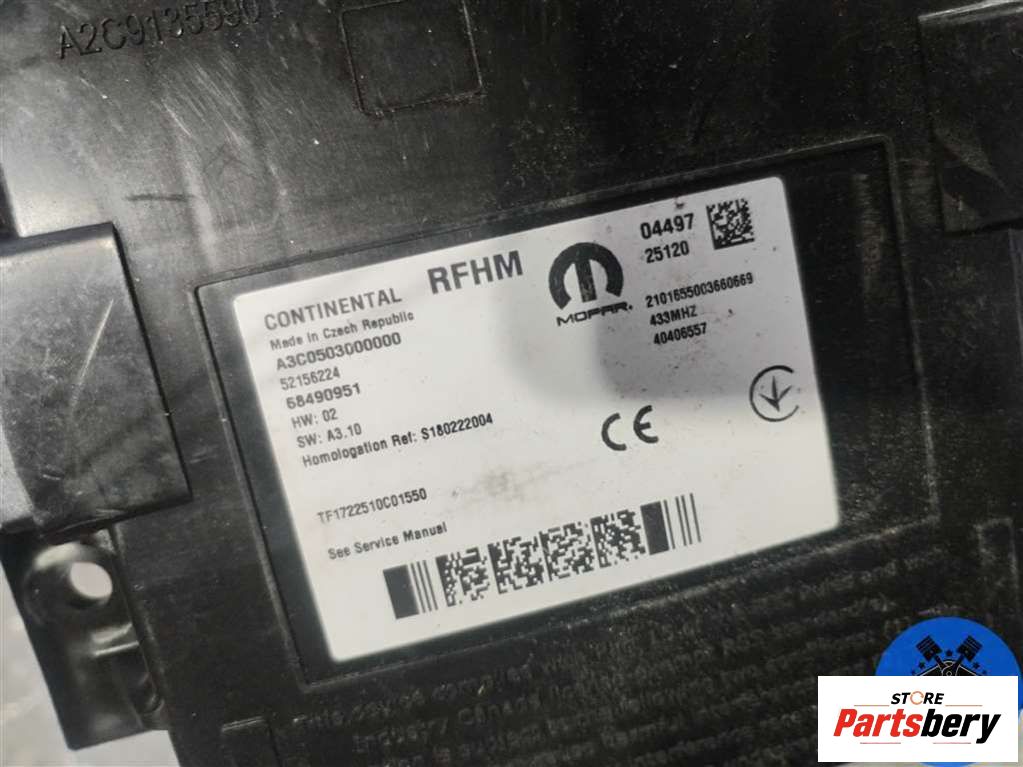 A2C9135590
CONTINENTAL
RFHM
MOPAR.
04497
25120
Made in Czech Republic
A3C0503000000
52156224
68490951
HW: 02
SW: A3.10
Homologation Ref: S180222004
2101655003660669
433MHZ
40406557
CE
TF1722510C01550
See Service Manual
STORE
Partsbery